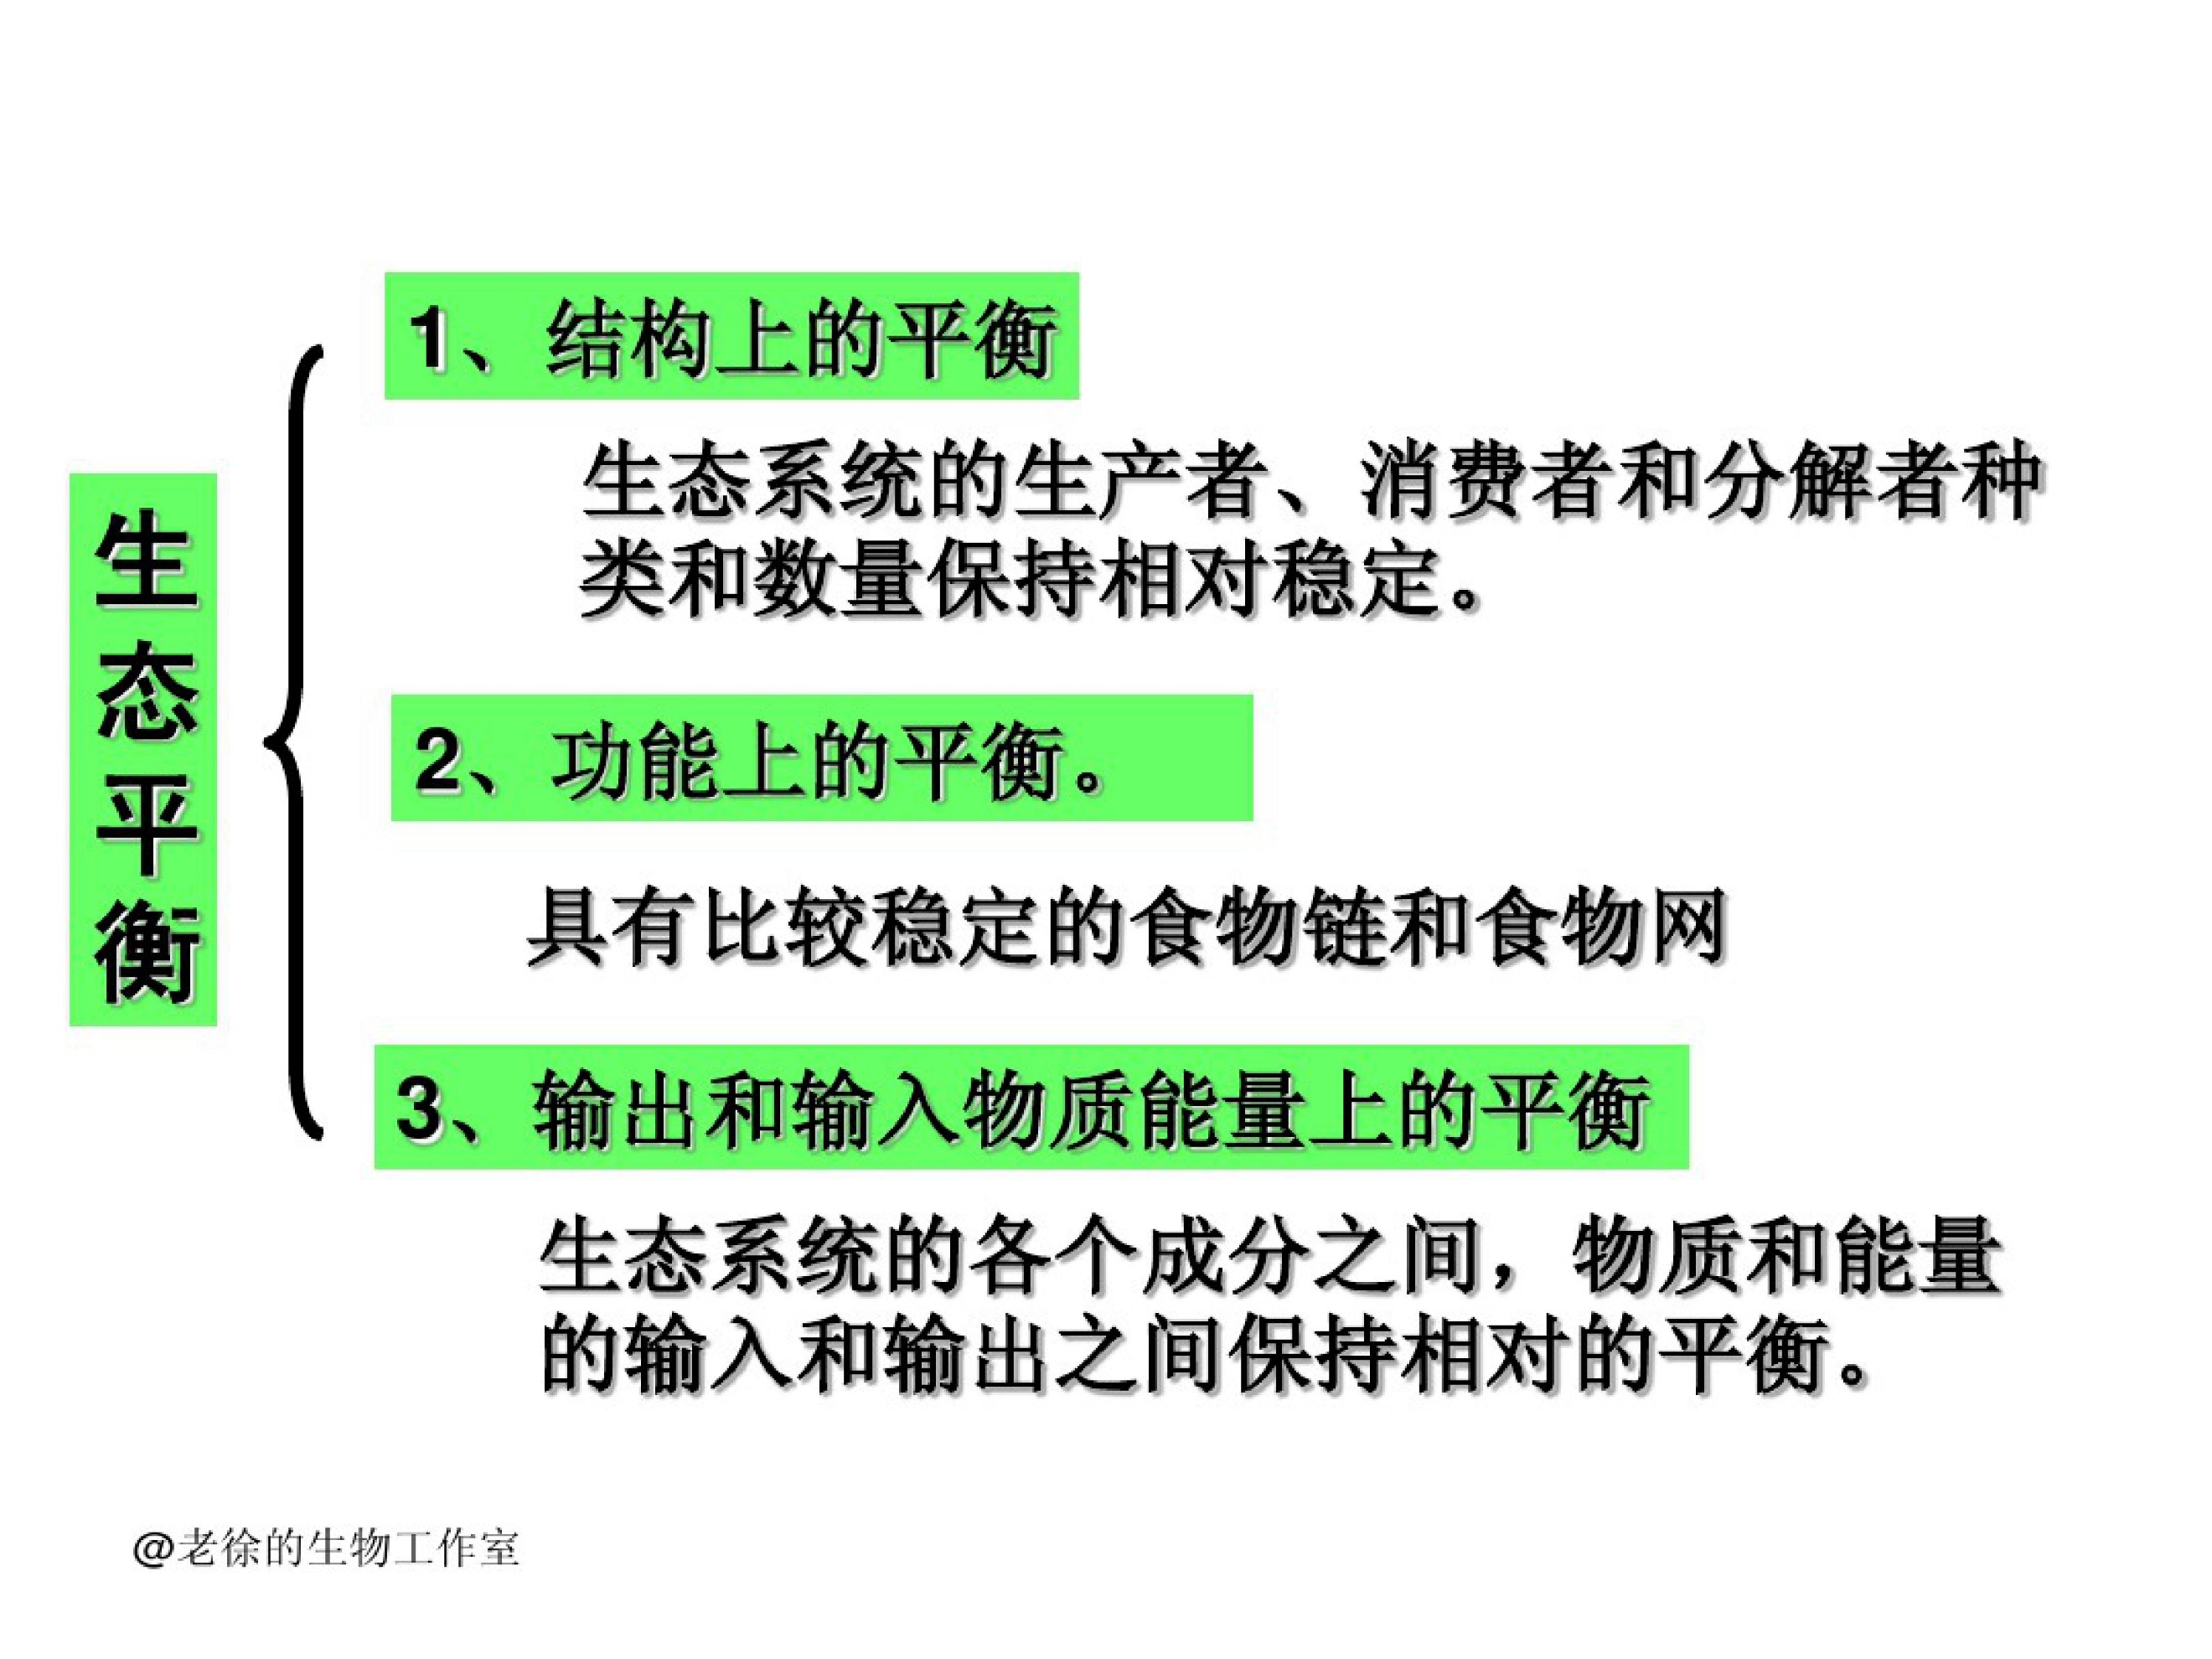 生态平衡
1、结构上的平衡
生态系统的生产者、消费者和分解者种
类和数量保持相对稳定。
2、功能上的平衡。
具有比较稳定的食物链和食物网
3、输出和输入物质能量上的平衡
生态系统的各个成分之间，物质和能量
的输入和输出之间保持相对的平衡。
@老徐的生物工作室